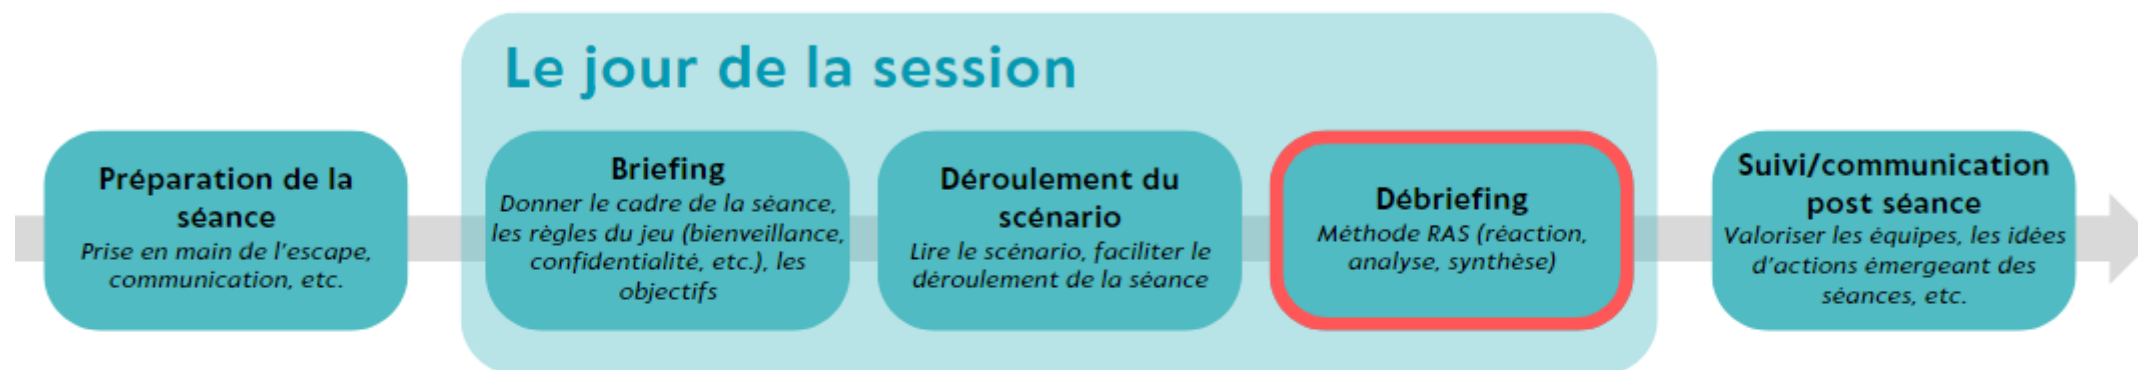 Le jour de la session
Préparation de la
séance
Prise en main de l'escape,
communication, etc.
Briefing
Donner le cadre de la séance,
les règles du jeu (bienveillance,
confidentialité, etc.), les
objectifs
Déroulement du
scénario
Lire le scénario, faciliter le
déroulement de la séance
Débriefing
Méthode RAS (réaction,
analyse, synthèse)
Suivi/communication
post séance
Valoriser les équipes, les idées
d'actions émergeant des
séances, etc.